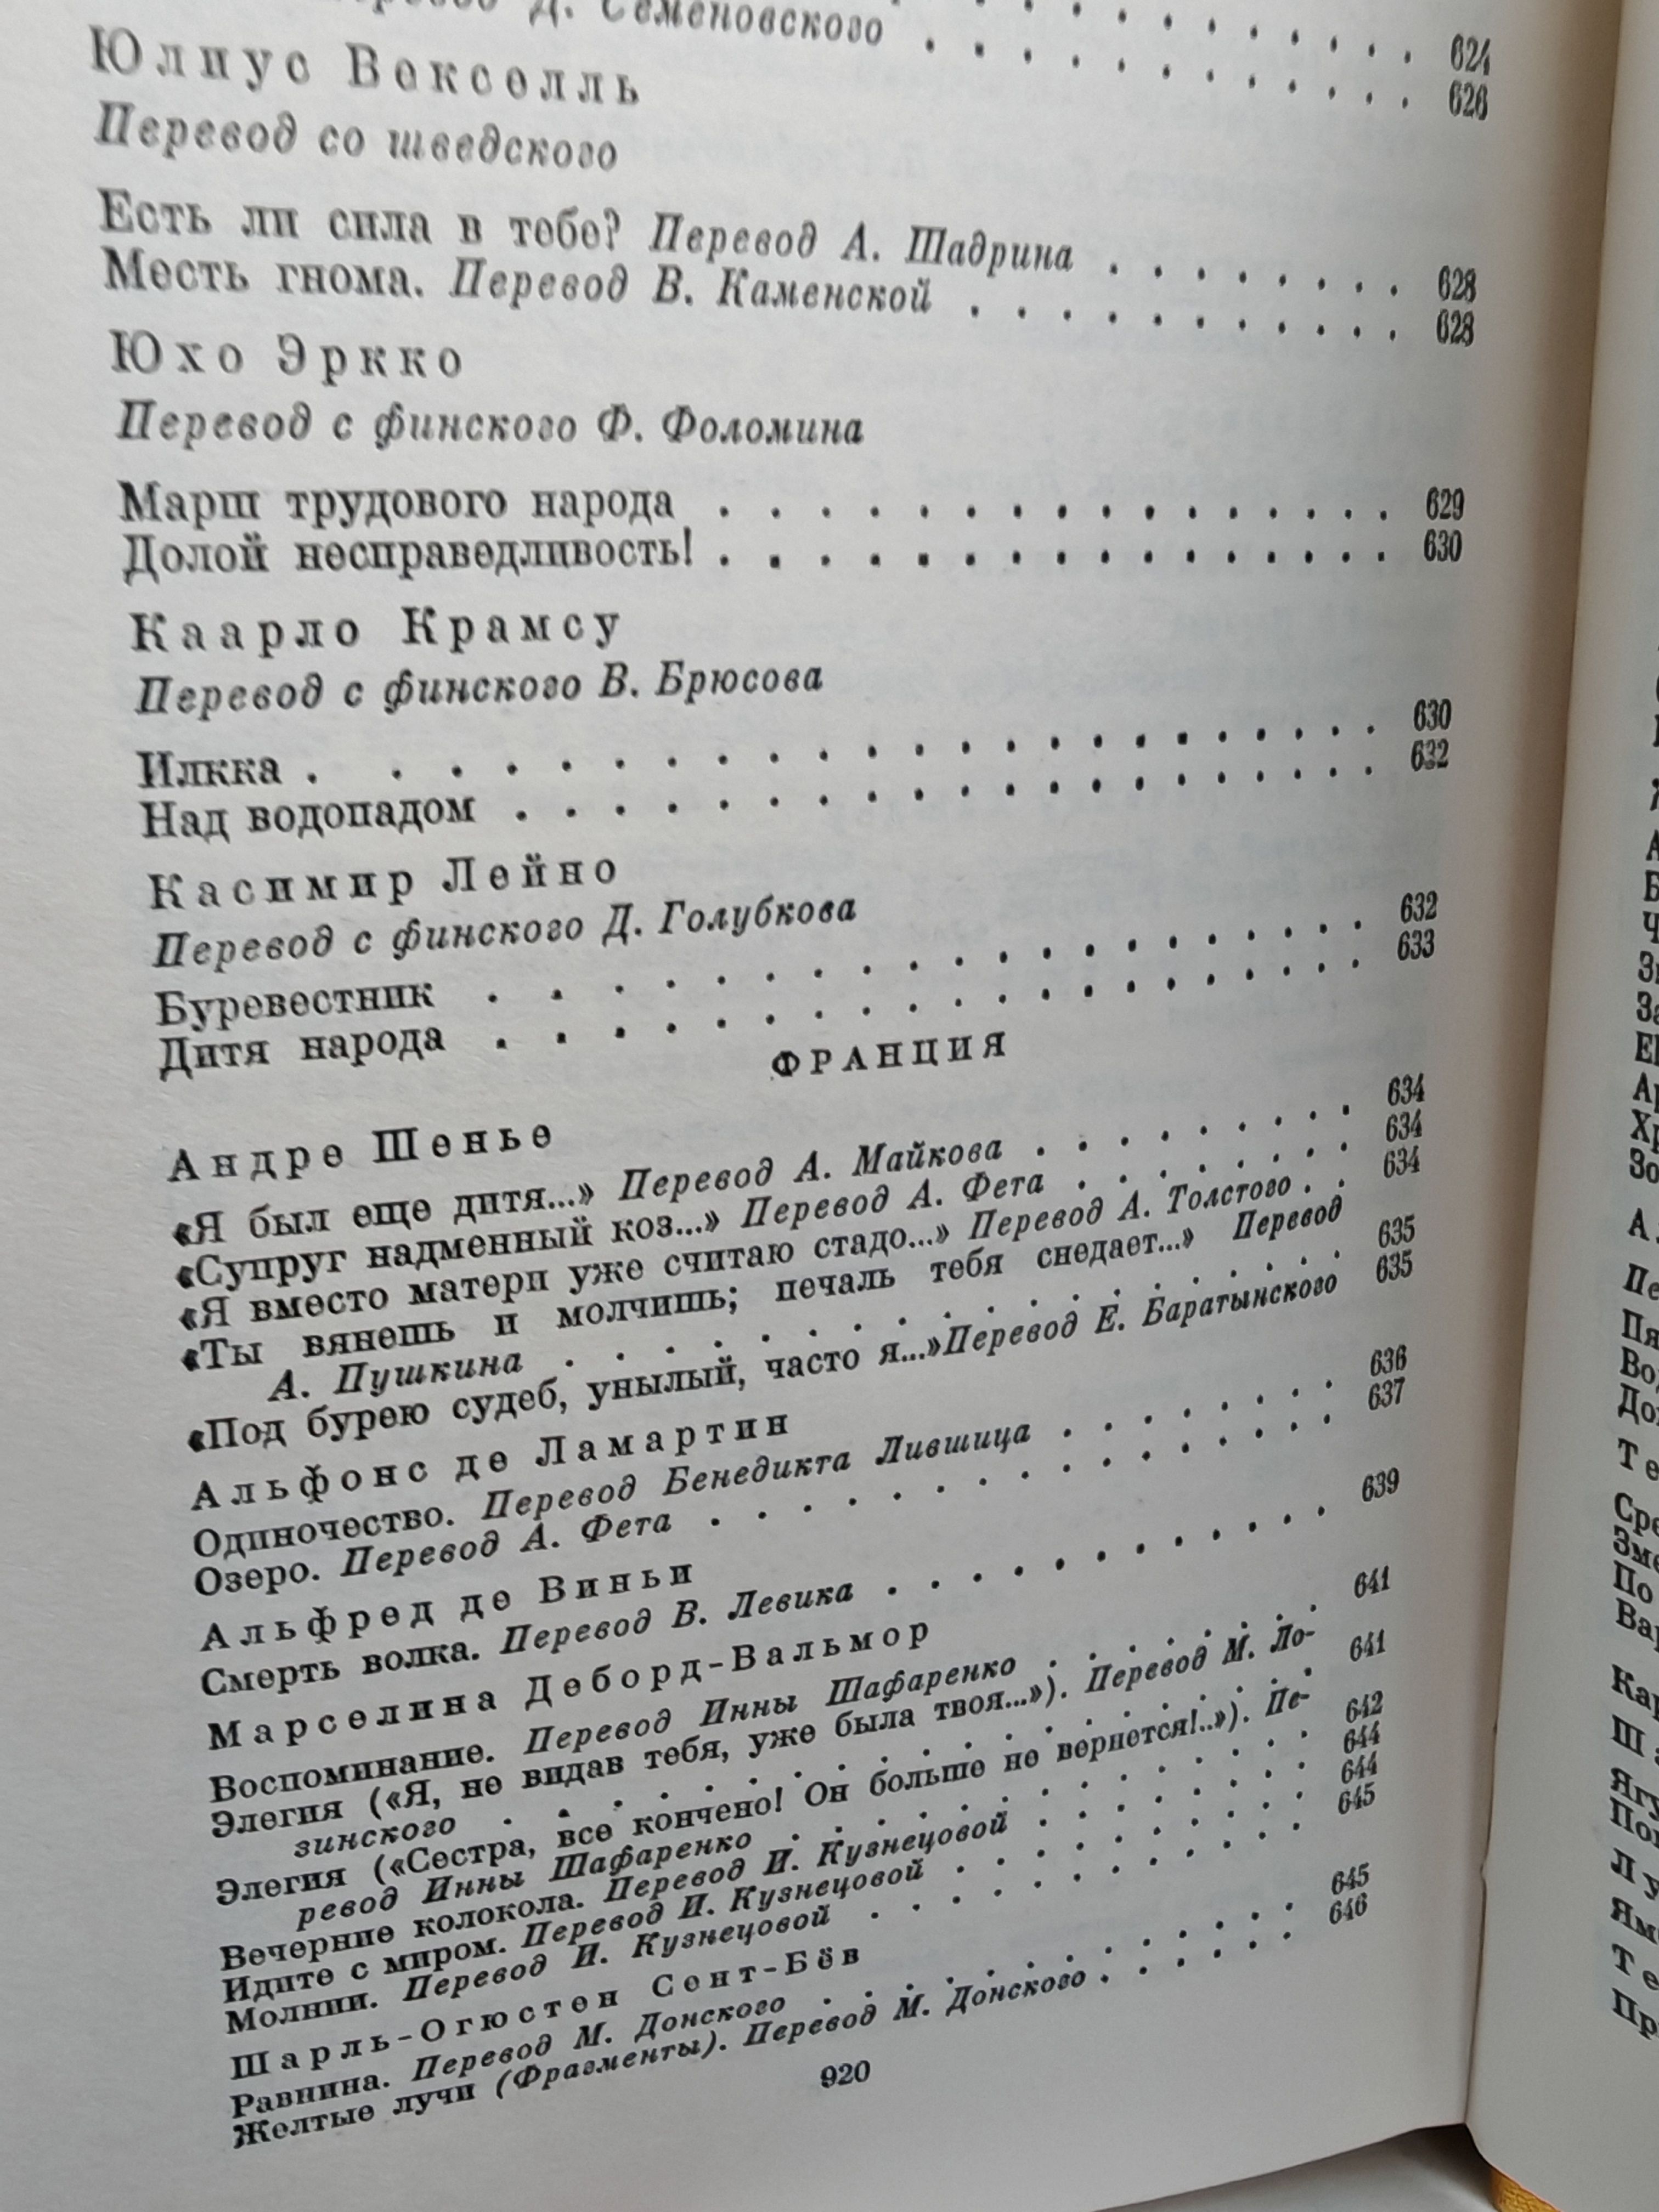 Д. Семеновского . . . . . . . . . . . 624
626
Юлиус Векселль
Перевод со шведского
Есть ли сила в тебе? Перевод А. Шадрина . . . . . . . 628
Месть гнома. Перевод В. Каменской . . . . . . . . . . 628
Юхо Эркко
Перевод с финского Ф. Фоломина
Марш трудового народа . . . . . . . . . . . . . . 629
Долой несправедливость! . . . . . . . . . . . . . . 630
Каарло Крамсу
Перевод с финского В. Брюсова
Илкка . . . . . . . . . . . . . . . . . . . . 630
Над водопадом . . . . . . . . . . . . . . . . . . 632
Касимир Лейно
Перевод с финского Д. Голубкова
Буревестник . . . . . . . . . . . . . . . . . . 632
Дитя народа . . . . . . . . . . . . . . . . . . 633
ФРАНЦИЯ
Андре Шенье
«Я был еще дитя...» Перевод А. Майкова . . . . . . . . 634
«Супруг надменный коз...» Перевод А. Фета . . . . . . . 634
«Я вместо матери уже считаю стадо...» Перевод А. Толстого . . 634
«Ты вянешь и молчишь; печаль тебя снедает...» Перевод
А. Пушкина . . . . . . . . . . . . . . . . . . 635
«Под бурею судеб, унылый, часто я...» Перевод Е. Баратынского 635
Альфонс де Ламартин
Одиночество. Перевод Бенедикта Лившица . . . . . . . 636
Озеро. Перевод А. Фета . . . . . . . . . . . . . . 637
Альфред де Виньи
Смерть волка. Перевод В. Левика . . . . . . . . . . . 639
Марселина Деборд-Вальмор
Воспоминание. Перевод Инны Шафаренко . . . . . . . 641
Элегия («Я, не видав тебя, уже была твоя...»). Перевод М. Ло-
зинского . . . . . . . . . . . . . . . . . . . 641
Элегия («Сестра, все кончено! Он больше не вернется!..»). Пе-
ревод Инны Шафаренко . . . . . . . . . . . . . 642
Вечерние колокола. Перевод И. Кузнецовой . . . . . . . 644
Идите с миром. Перевод И. Кузнецовой . . . . . . . . . 644
Молнии. Перевод И. Кузнецовой . . . . . . . . . . . 645
Шарль-Огюстен Сент-Бёв
Равнина. Перевод М. Донского . . . . . . . . . . . . 645
Желтые лучи (Фрагменты). Перевод М. Донского . . . . . 646
920